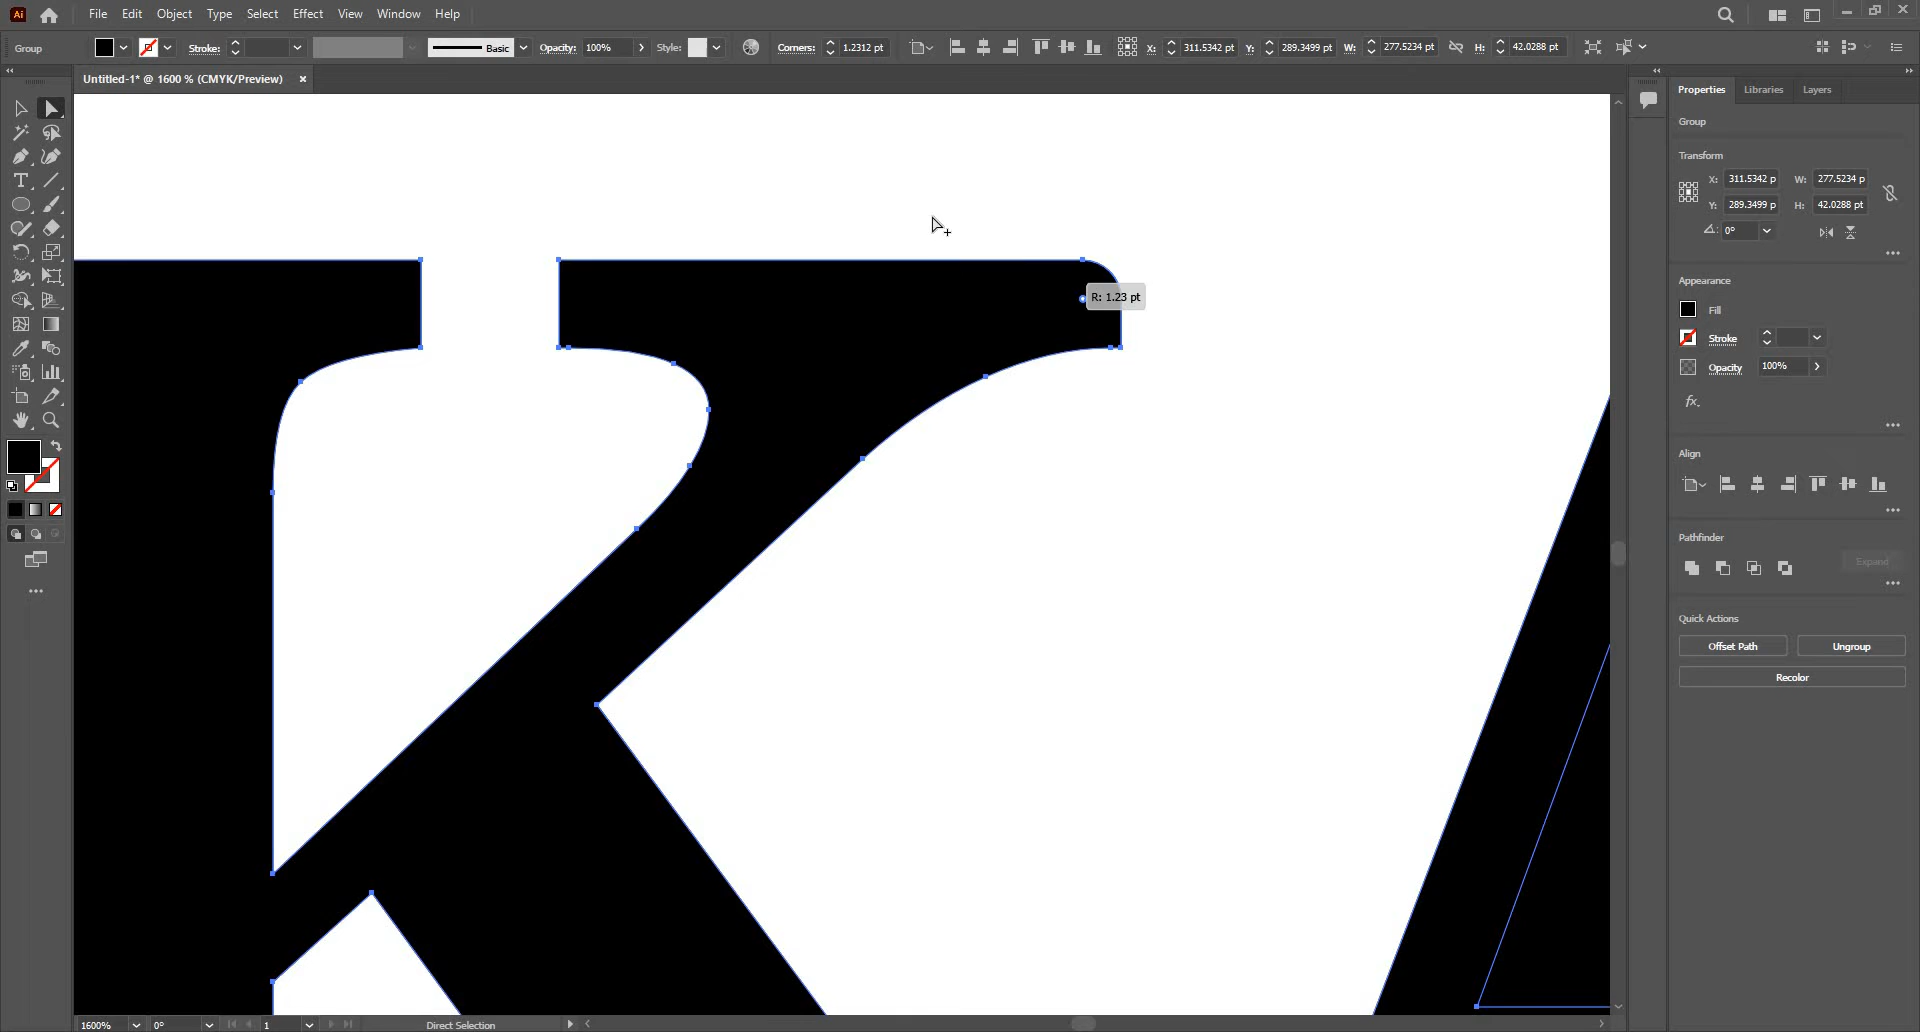 Ai File Edit Object Type Select Effect View Window Help
Group Stroke: Basic Opacity: 100% Style: Corners: 1.2312 pt X: 311.5342 pt Y: 289.3499 pt W: 277.5234 pt H: 42.0288 pt
Untitled-1* @ 1600 % (CMYK/Preview) ×
Properties Libraries Layers
Group
Transform
X: 311.5342 p W: 277.5234 p
Y: 289.3499 p H: 42.0288 pt
0°
Appearance
Fill
Stroke
Opacity 100%
fx.
Align
Pathfinder
Expand
Quick Actions
Offset Path Ungroup
Recolor
R: 1.23 pt
1600% 0° 1 Direct Selection